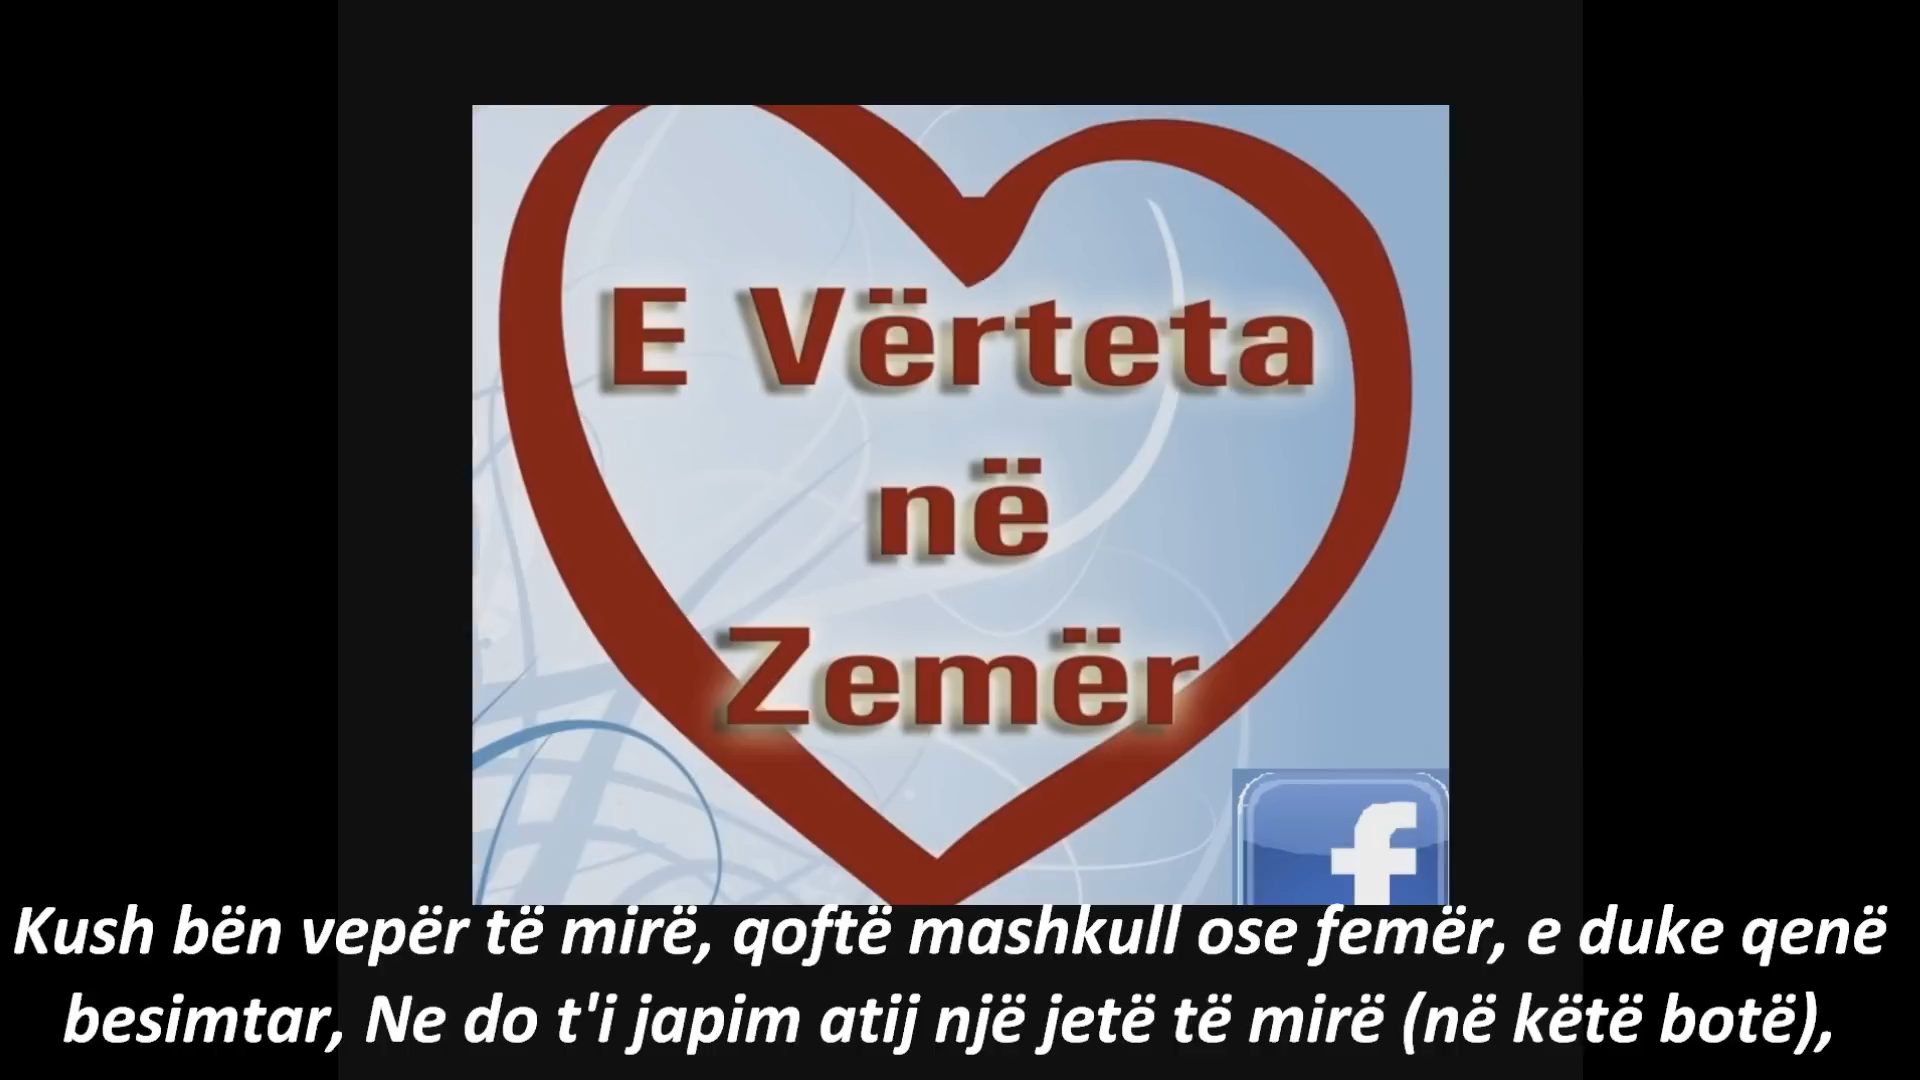 E Vërteta
në
Zemër
f
Kush bën vepër të mirë, qoftë mashkull ose femër, e duke qenë
besimtar, Ne do t'i japim atij një jetë të mirë (në këtë botë),